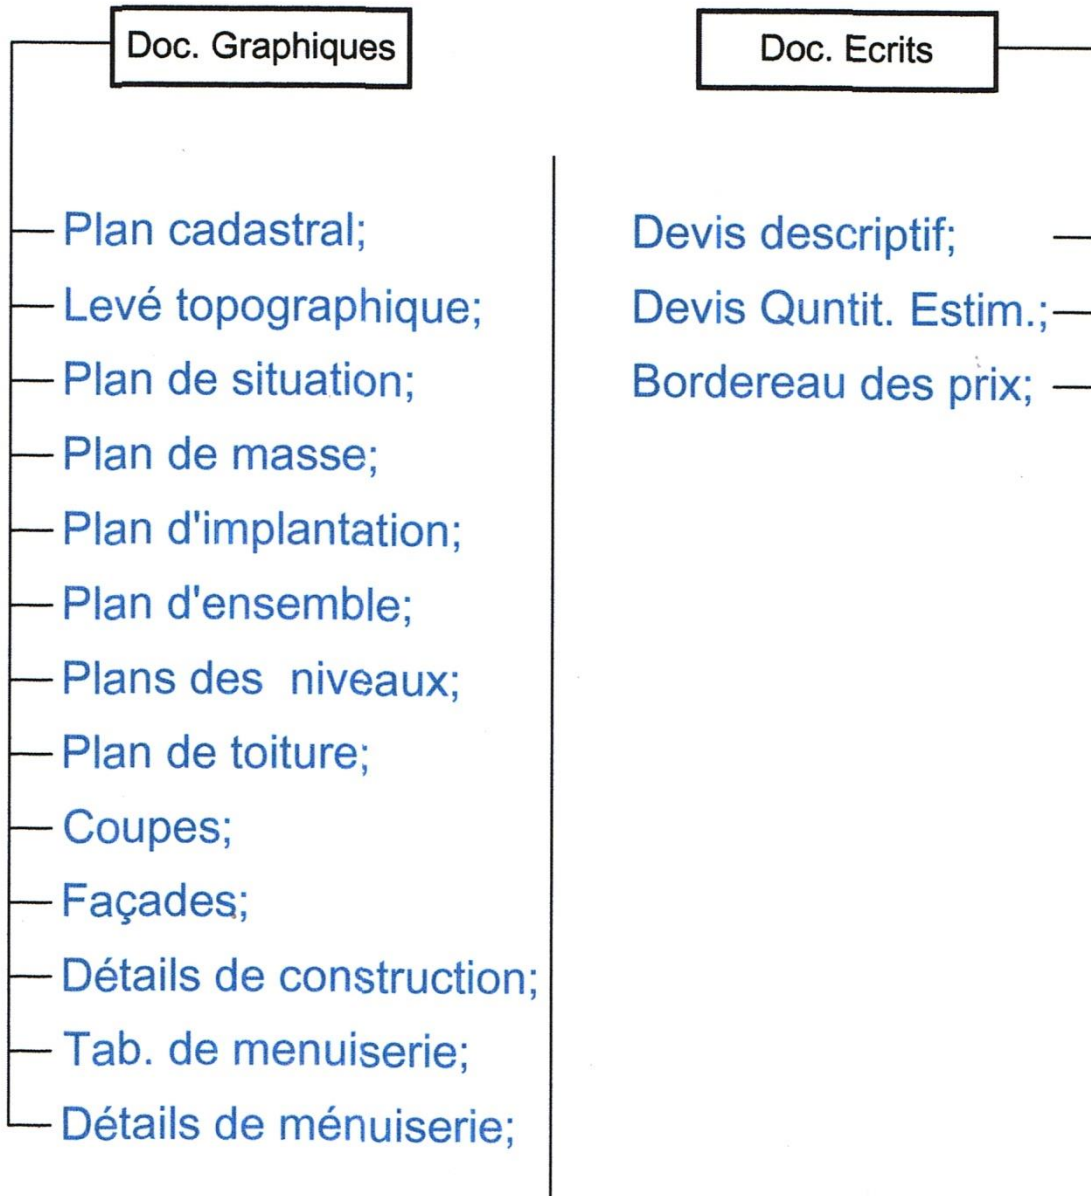 Doc. Graphiques
Plan cadastral;
Levé topographique;
Plan de situation;
Plan de masse;
Plan d'implantation;
Plan d'ensemble;
Plans des niveaux;
Plan de toiture;
Coupes;
Façades;
Détails de construction;
Tab. de menuiserie;
Détails de ménuiserie;
Doc. Ecrits
Devis descriptif;
Devis Quntit. Estim.;
Bordereau des prix;